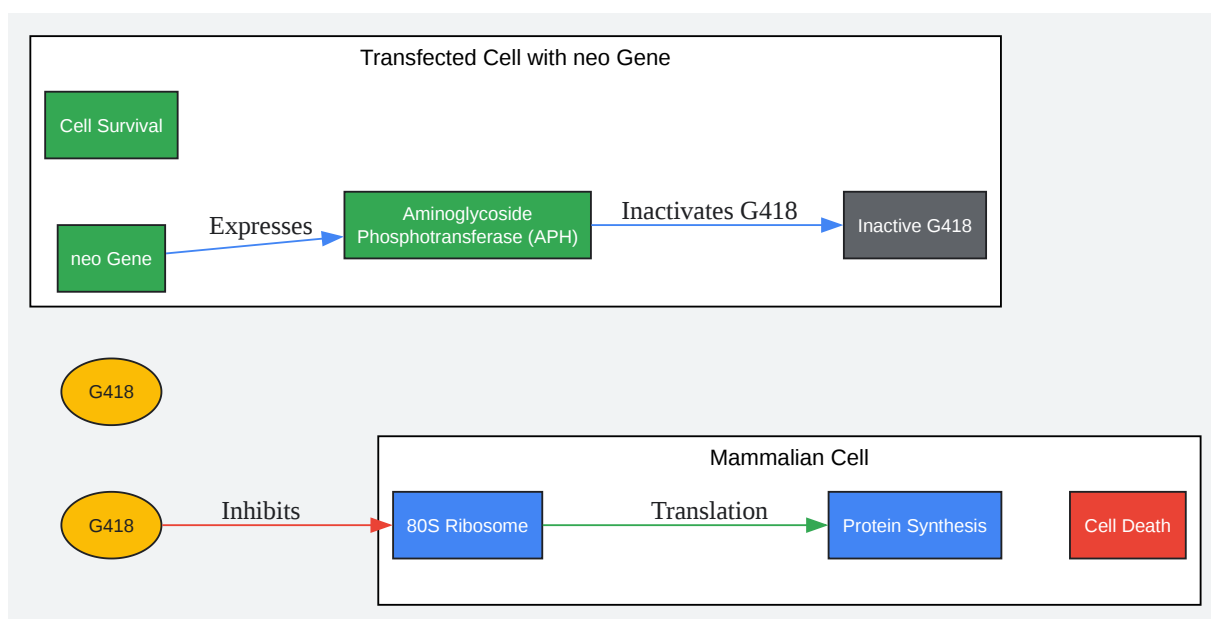 Transfected Cell with neo Gene
Cell Survival
neo Gene
Expresses
Aminoglycoside
Phosphotransferase (APH)
Inactivates G418
Inactive G418
G418
Mammalian Cell
G418
Inhibits
80S Ribosome
Translation
Protein Synthesis
Cell Death